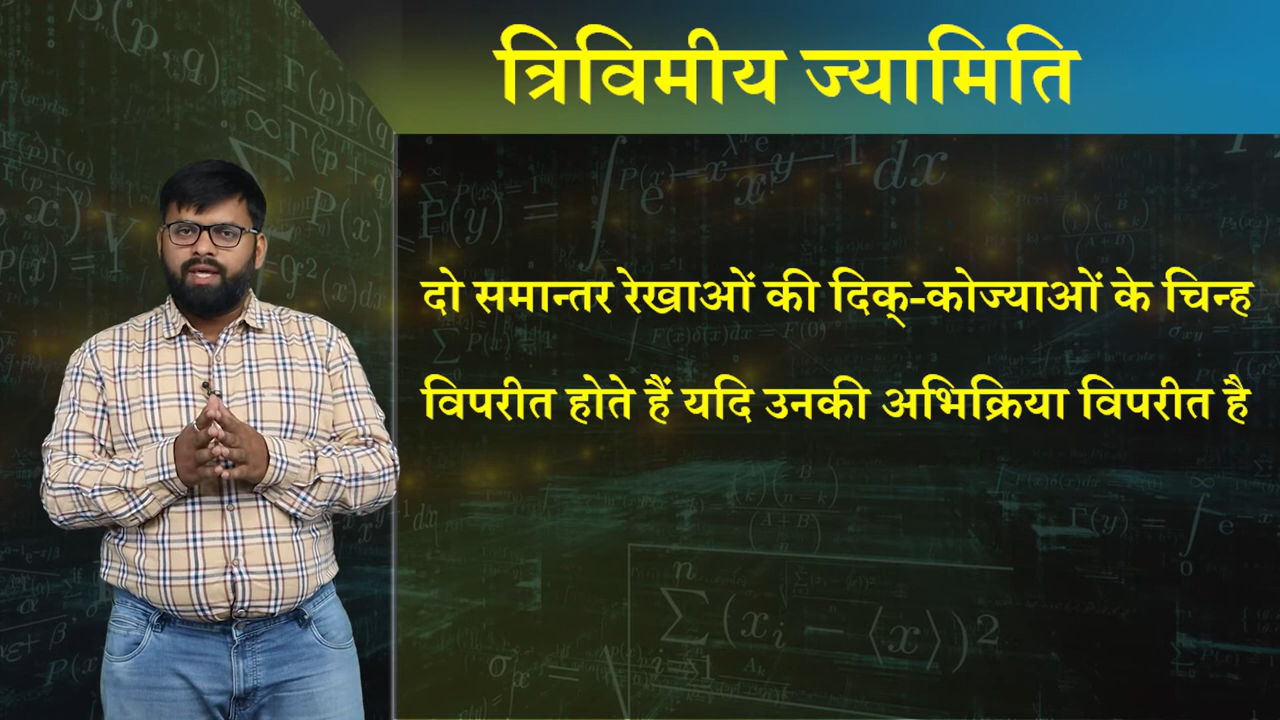 त्रिविमीय ज्यामिति
दो समान्तर रेखाओं की दिक्-कोज्याओं के चिन्ह
विपरीत होते हैं यदि उनकी अभिक्रिया विपरीत है